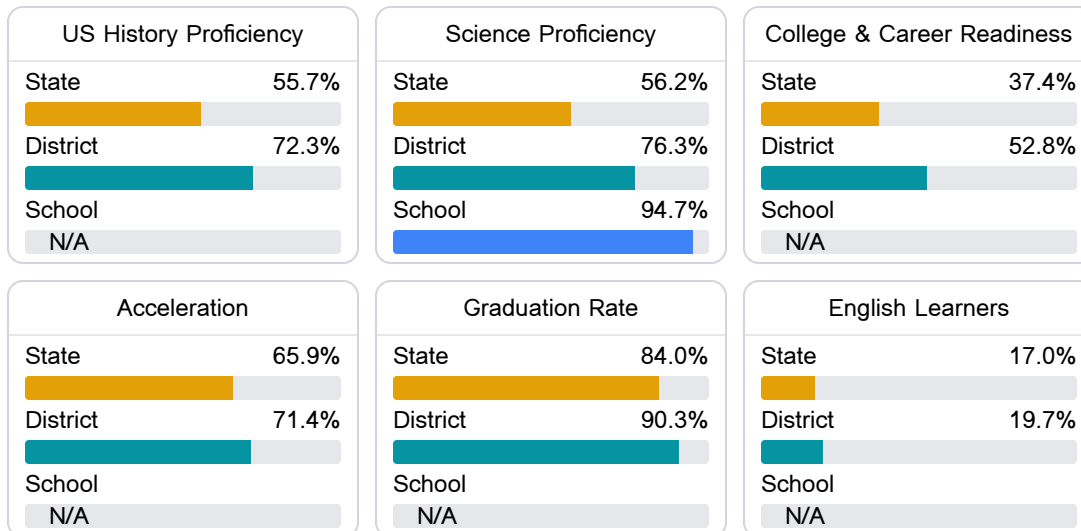 US History Proficiency
State 55.7%
District 72.3%
School
N/A
Science Proficiency
State 56.2%
District 76.3%
School 94.7%
College & Career Readiness
State 37.4%
District 52.8%
School
N/A
Acceleration
State 65.9%
District 71.4%
School
N/A
Graduation Rate
State 84.0%
District 90.3%
School
N/A
English Learners
State 17.0%
District 19.7%
School
N/A